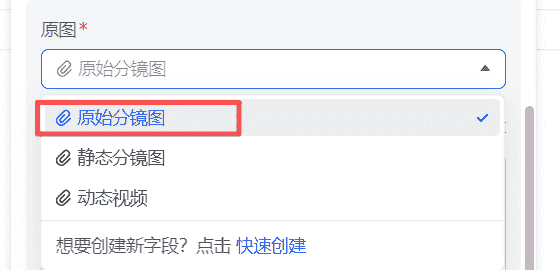 原图*
原始分镜图
原始分镜图
静态分镜图
动态视频
想要创建新字段？点击 快速创建